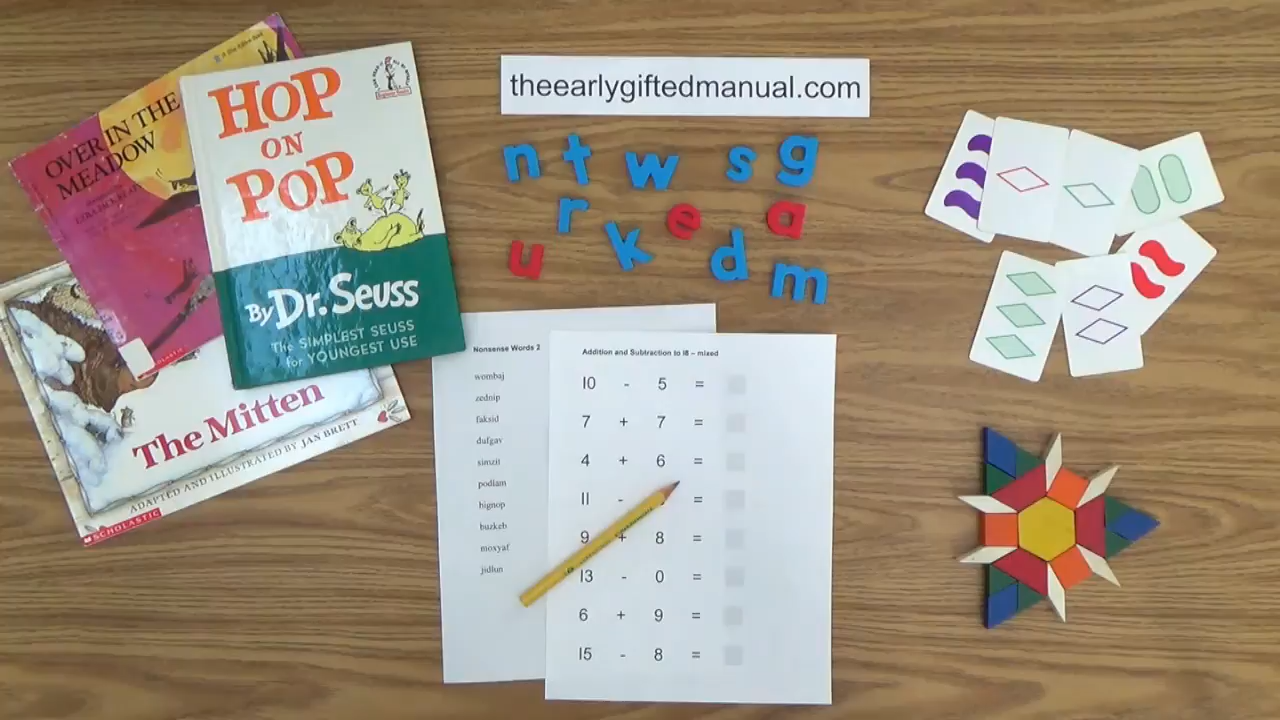 OVER IN THE
MEADOW
HOP
ON
POP
By Dr. Seuss
The SIMPLEST SEUSS
for YOUNGEST USE
The Mitten
ADAPTED AND ILLUSTRATED BY JAN BRETT
SCHOLASTIC
theearlygiftedmanual.com
n t w s g
r k e a
u d m
Nonsense Words 2
wombaj
zednip
faksid
dufgav
simzit
podlam
hignop
buzkeb
moxyaf
jidlun
Addition and Subtraction to 18 – mixed
10 - 5 =
7 + 7 =
4 + 6 =
11 - =
9 + 8 =
13 - 0 =
6 + 9 =
15 - 8 =